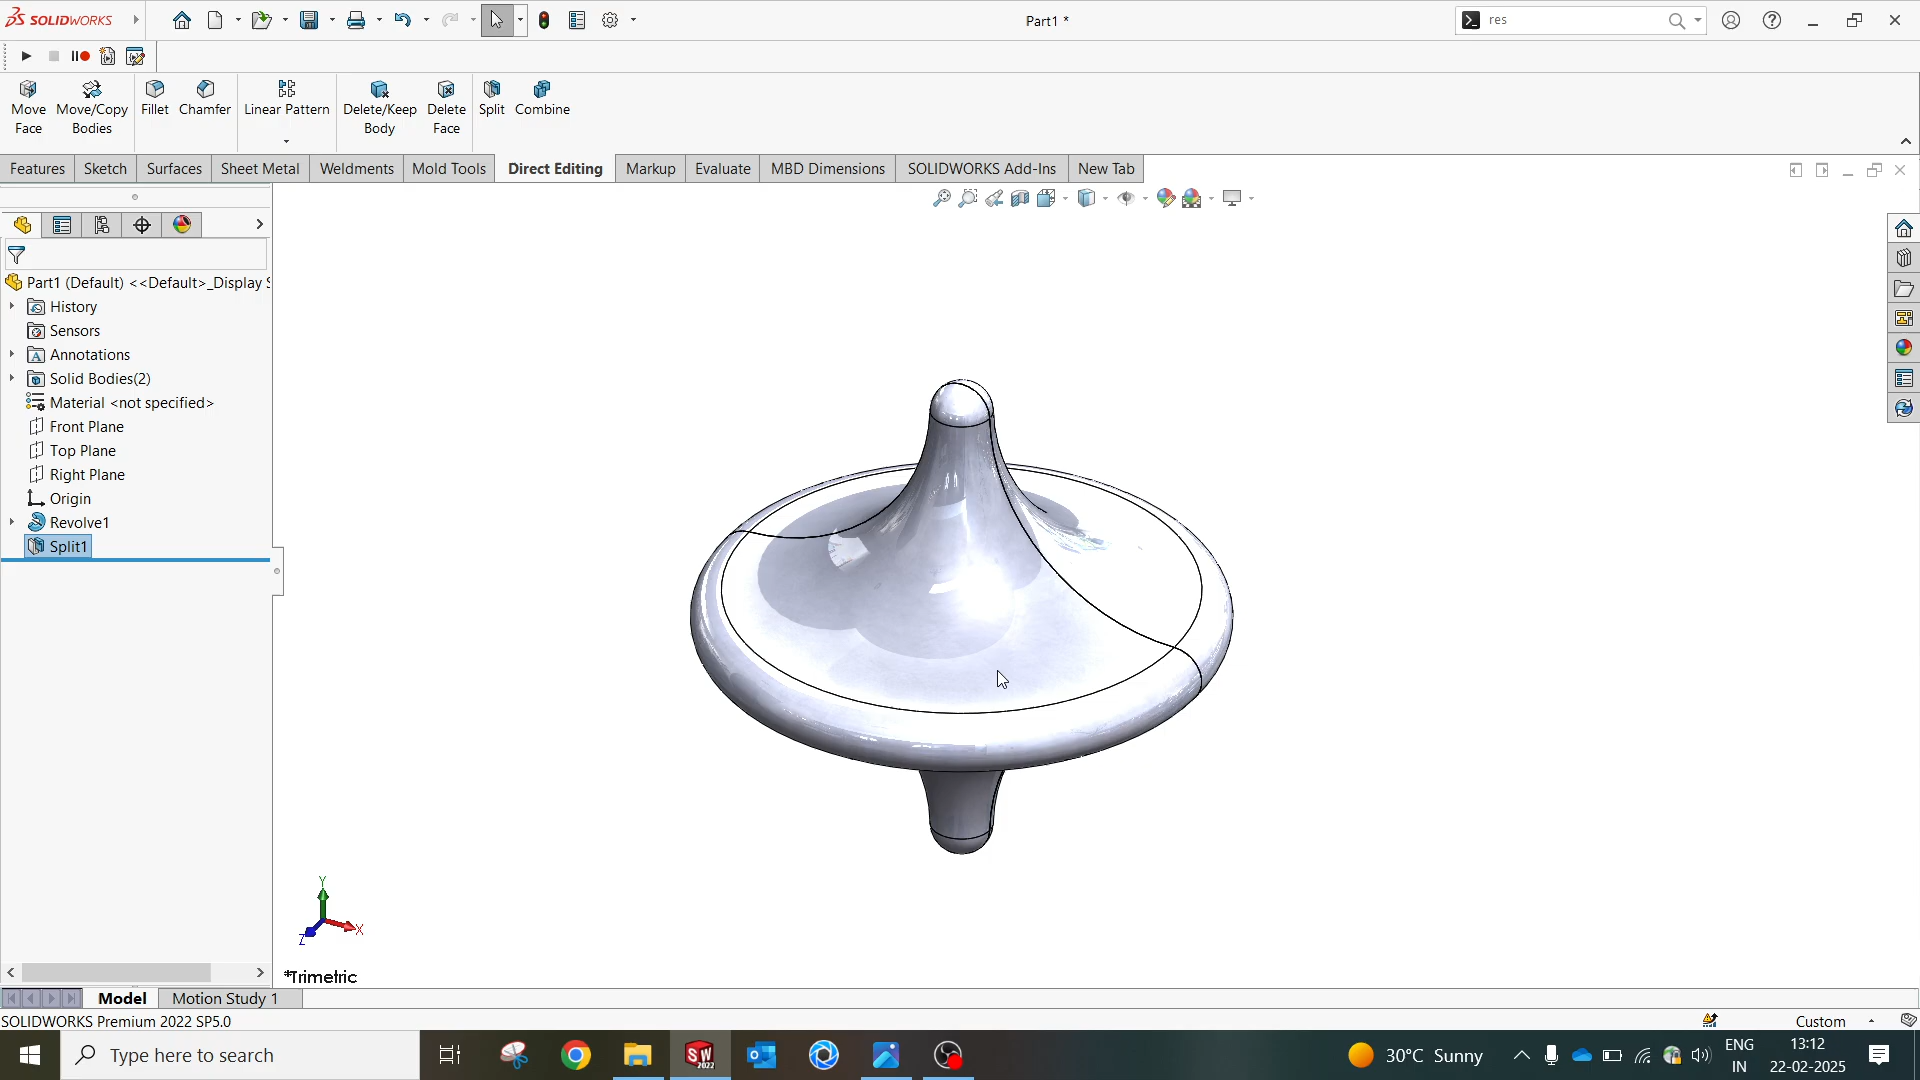 SOLIDWORKS
Part1 *
res
Move Face
Move/Copy Bodies
Fillet
Chamfer
Linear Pattern
Delete/Keep Body
Delete Face
Split
Combine
Features
Sketch
Surfaces
Sheet Metal
Weldments
Mold Tools
Direct Editing
Markup
Evaluate
MBD Dimensions
SOLIDWORKS Add-Ins
New Tab
Part1 (Default) <<Default>_Display S
History
Sensors
Annotations
Solid Bodies(2)
Material <not specified>
Front Plane
Top Plane
Right Plane
Origin
Revolve1
Split1
Y
X
Z
*Trimetric
Model
Motion Study 1
SOLIDWORKS Premium 2022 SP5.0
Custom
Type here to search
SW
2022
30°C Sunny
ENG
IN
13:12
22-02-2025